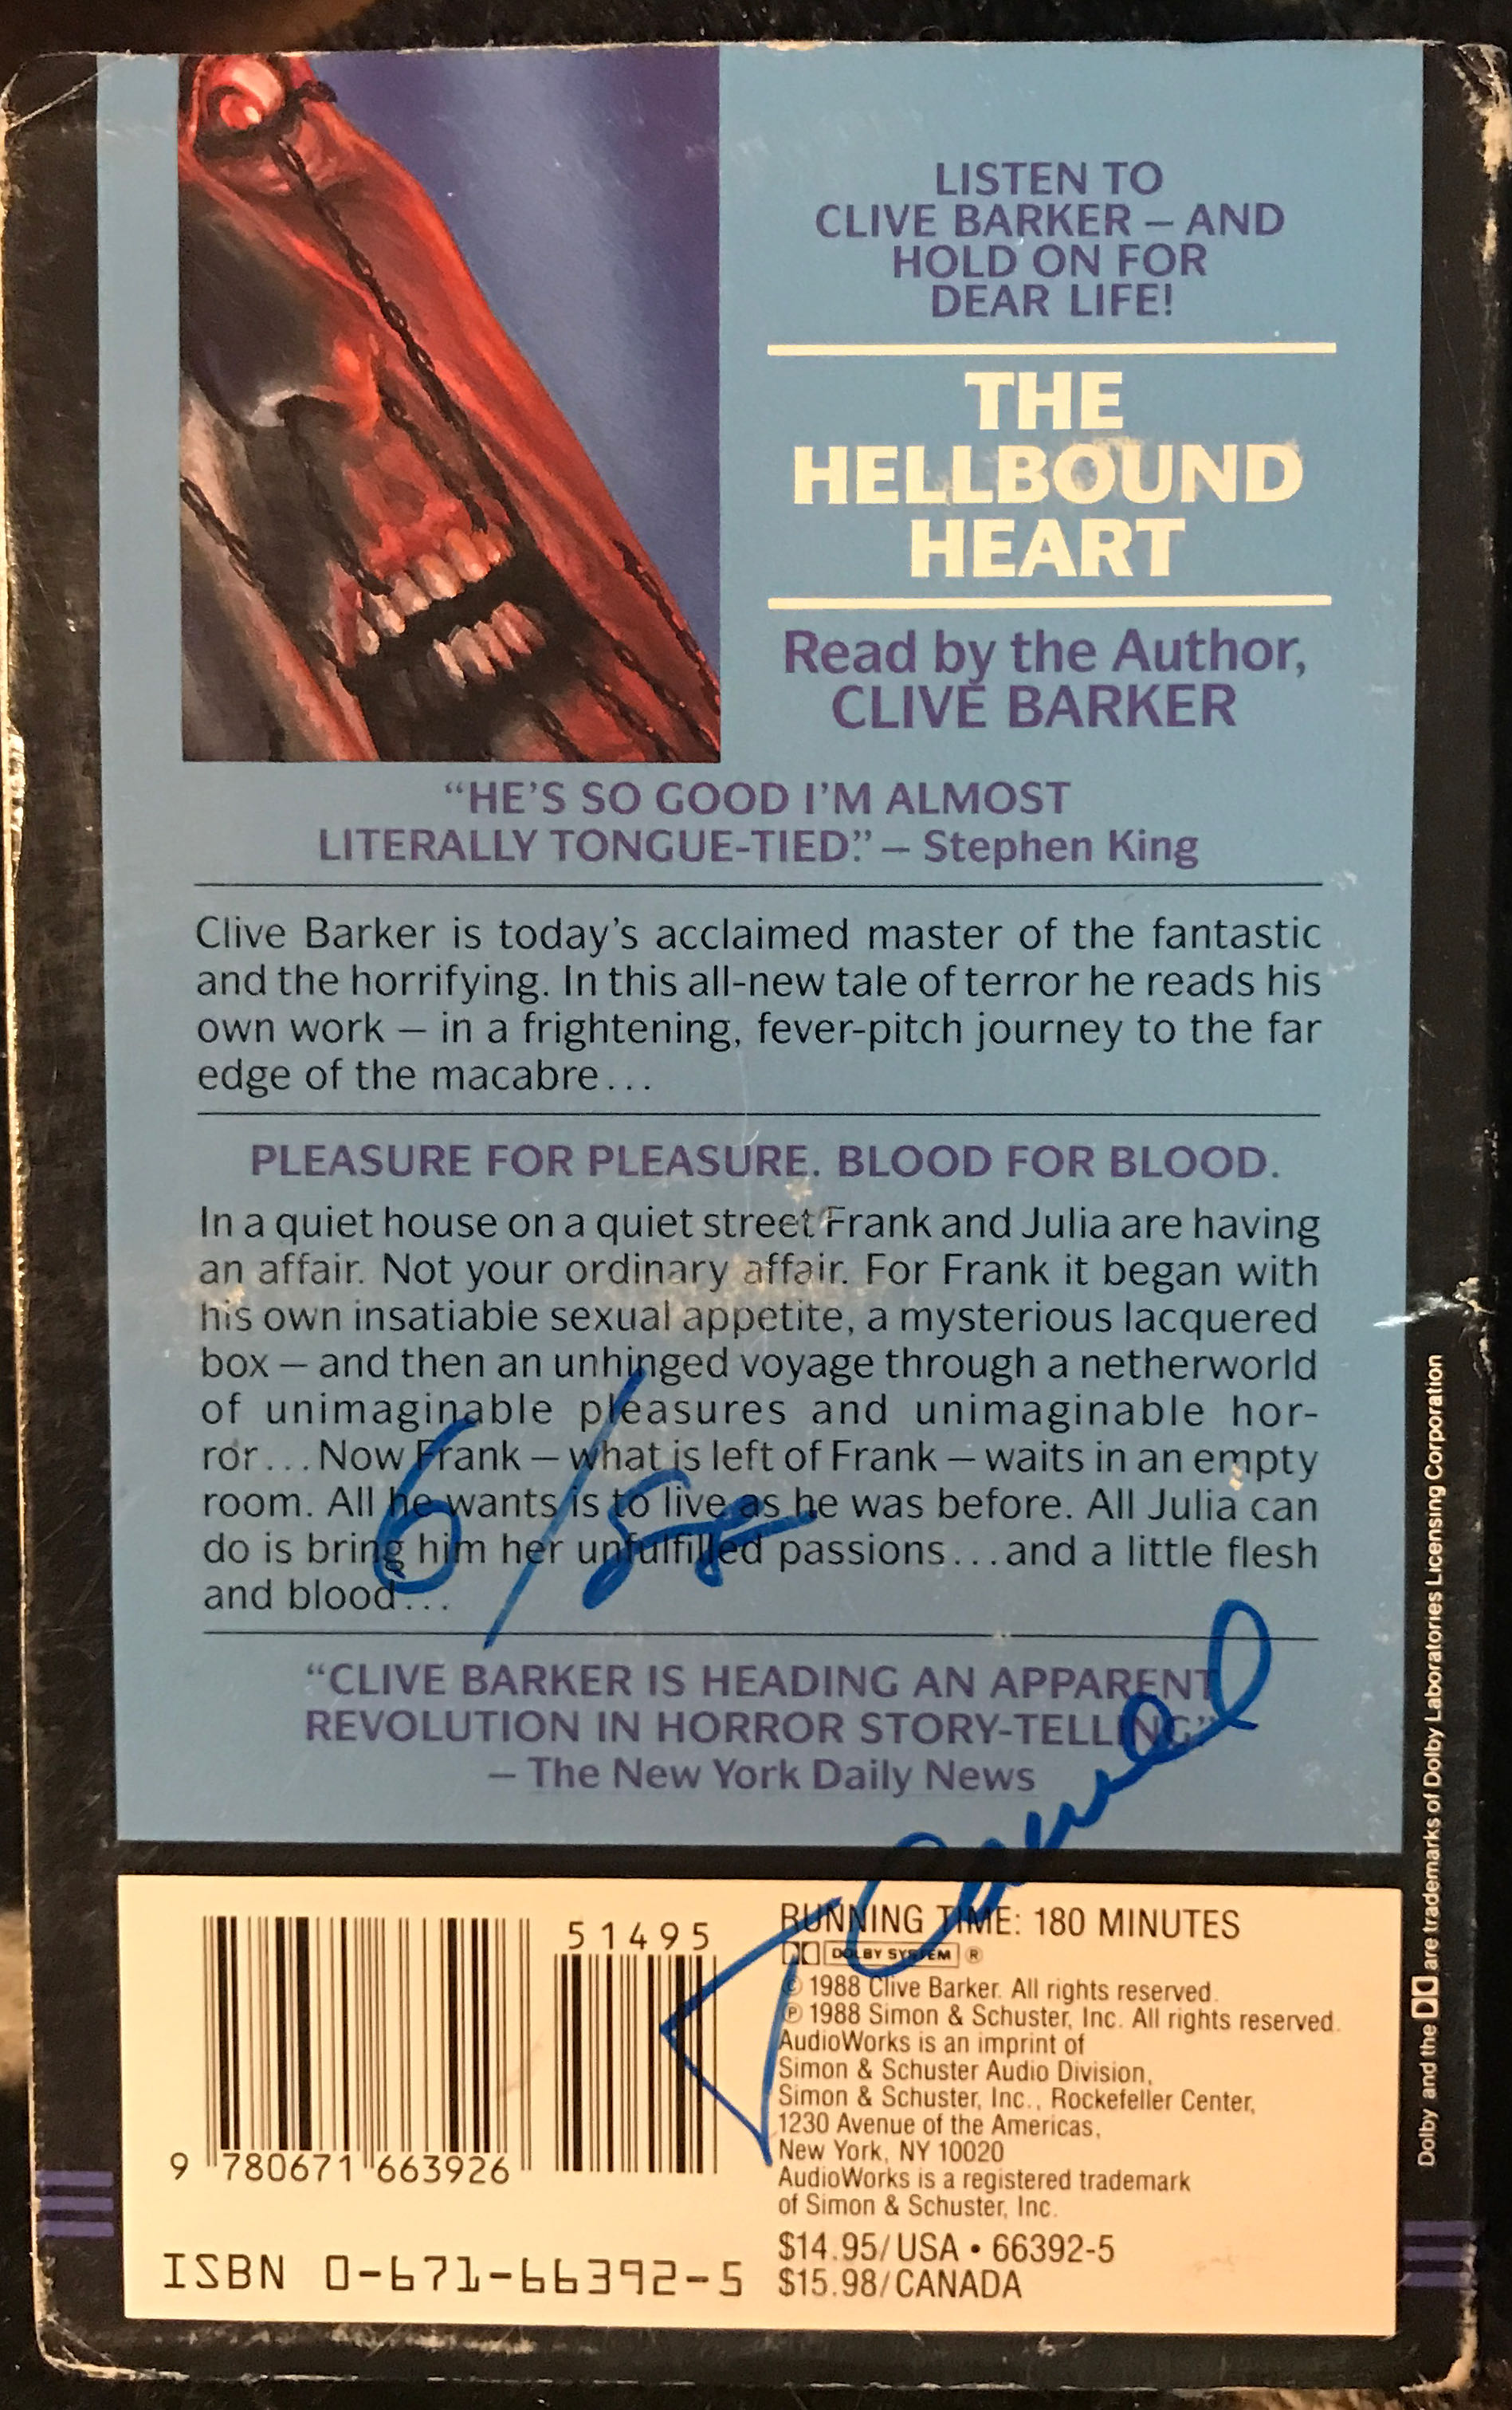 LISTEN TO
CLIVE BARKER – AND
HOLD ON FOR
DEAR LIFE!
THE
HELLBOUND
HEART
Read by the Author,
CLIVE BARKER
“HE’S SO GOOD I’M ALMOST
LITERALLY TONGUE-TIED.” – Stephen King
Clive Barker is today’s acclaimed master of the fantastic
and the horrifying. In this all-new tale of terror he reads his
own work – in a frightening, fever-pitch journey to the far
edge of the macabre...
PLEASURE FOR PLEASURE. BLOOD FOR BLOOD.
In a quiet house on a quiet street Frank and Julia are having
an affair. Not your ordinary affair. For Frank it began with
his own insatiable sexual appetite, a mysterious lacquered
box – and then an unhinged voyage through a netherworld
of unimaginable pleasures and unimaginable hor-
ror...Now Frank – what is left of Frank – waits in an empty
room. All he wants is to live as he was before. All Julia can
do is bring him her unfulfilled passions...and a little flesh
and blood...
“CLIVE BARKER IS HEADING AN APPARENT
REVOLUTION IN HORROR STORY-TELLING.”
– The New York Daily News
51495
9 780671 663926
ISBN 0-671-66392-5
RUNNING TIME: 180 MINUTES
DOLBY SYSTEM ®
© 1988 Clive Barker. All rights reserved.
℗ 1988 Simon & Schuster, Inc. All rights reserved.
AudioWorks is an imprint of
Simon & Schuster Audio Division,
Simon & Schuster, Inc., Rockefeller Center,
1230 Avenue of the Americas,
New York, NY 10020
AudioWorks is a registered trademark
of Simon & Schuster, Inc.
$14.95/USA • 66392-5
$15.98/CANADA
Dolby and the are trademarks of Dolby Laboratories Licensing Corporation